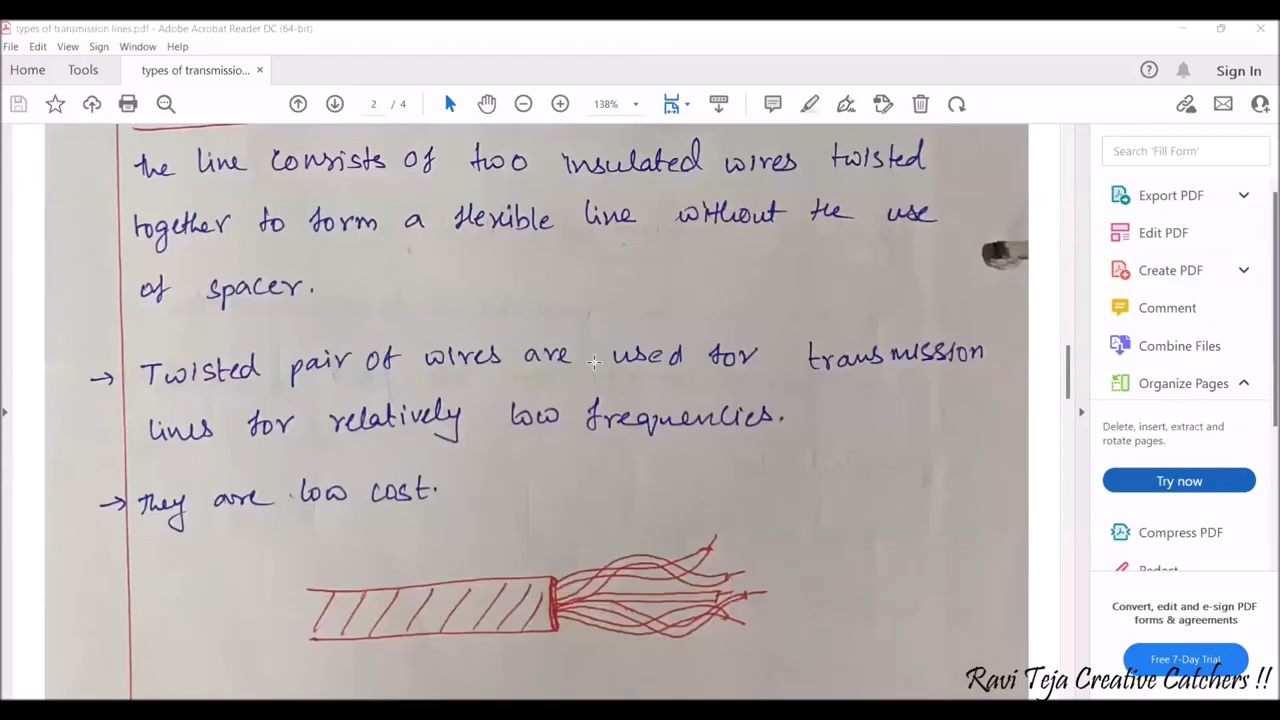 types of transmission lines.pdf - Adobe Acrobat Reader DC (64-bit)
File Edit View Sign Window Help
Home Tools types of transmissio... × Sign In
2 / 4 138%
the line consists of two insulated wires twisted
together to form a flexible line without the use
of spacer.
→ Twisted pair of wires are used for transmission
lines for relatively low frequencies.
→ They are low cost.
Search 'Fill Form'
Export PDF
Edit PDF
Create PDF
Comment
Combine Files
Organize Pages
Delete, insert, extract and
rotate pages.
Try now
Compress PDF
Redact
Convert, edit and e-sign PDF
forms & agreements
Free 7-Day Trial
Ravi Teja Creative Catchers !!